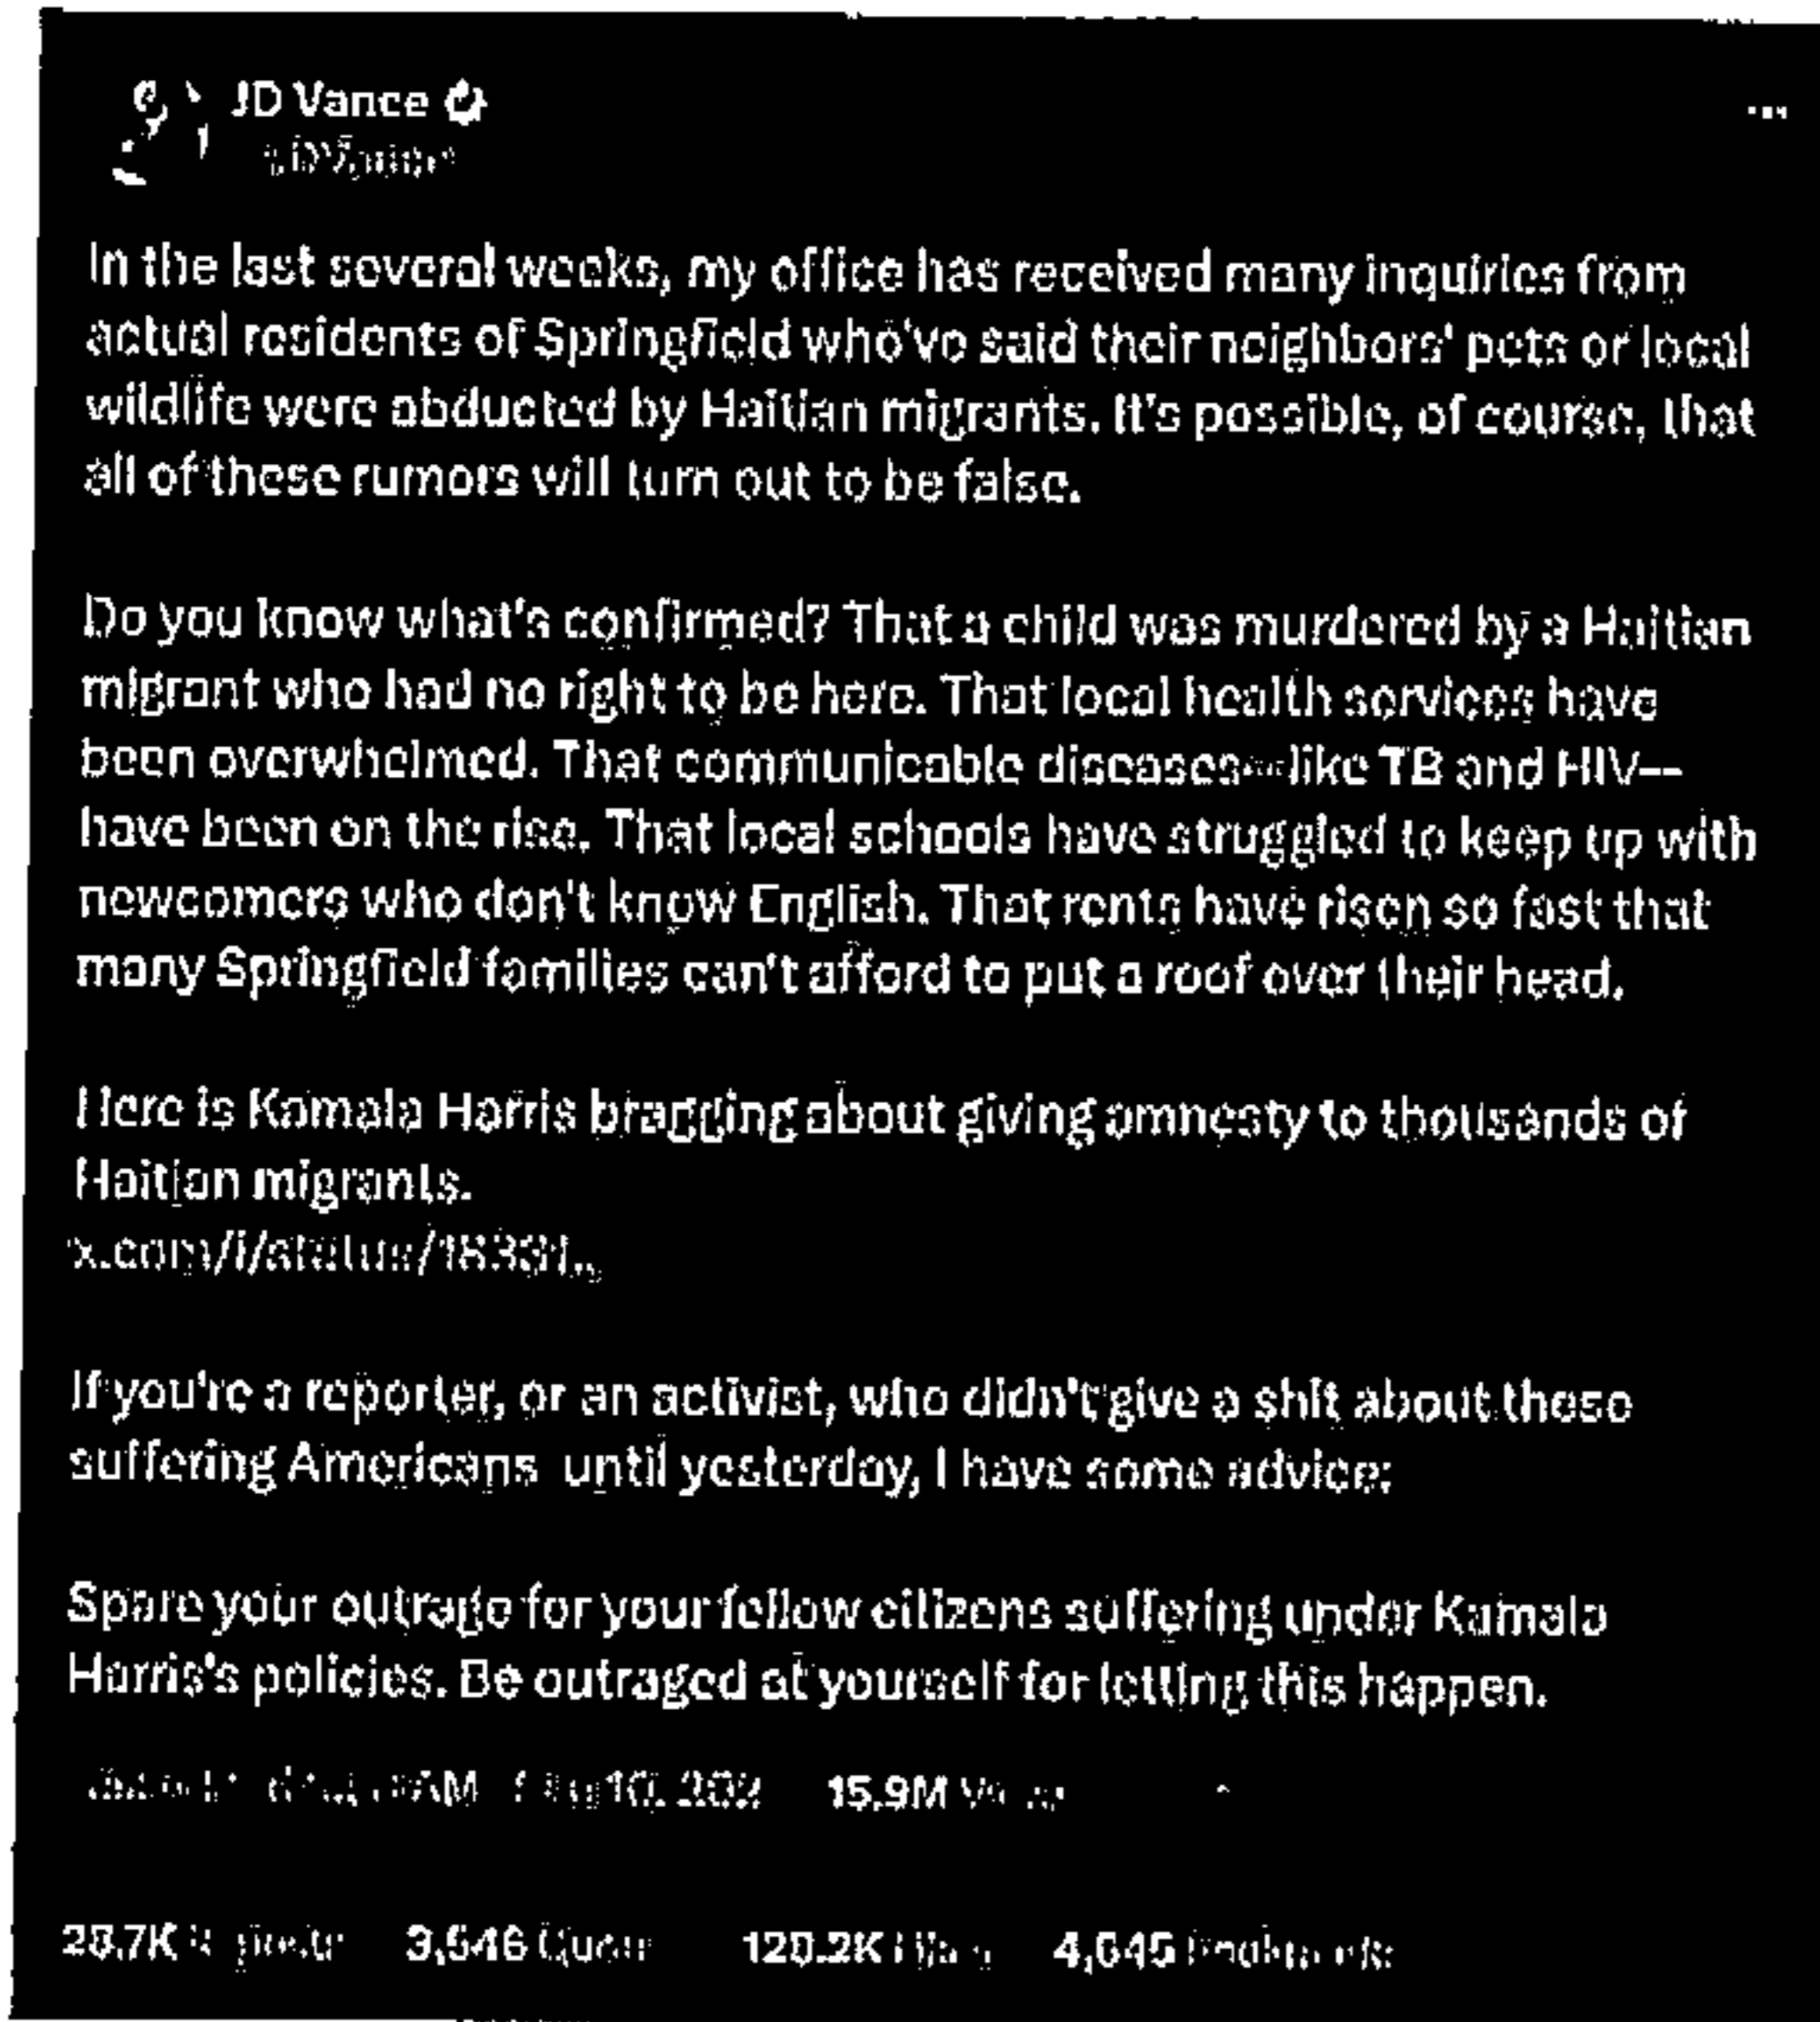 JD Vance
In the last several weeks, my office has received many inquiries from
actual residents of Springfield who've said their neighbors' pets or local
wildlife were abducted by Haitian migrants. It's possible, of course, that
all of these rumors will turn out to be false.
Do you know what's confirmed? That a child was murdered by a Haitian
migrant who had no right to be here. That local health services have
been overwhelmed. That communicable diseases--like TB and HIV--
have been on the rise. That local schools have struggled to keep up with
newcomers who don't know English. That rents have risen so fast that
many Springfield families can't afford to put a roof over their head.
Here is Kamala Harris bragging about giving amnesty to thousands of
Haitian migrants.
x.com/i/status/18331...
If you're a reporter, or an activist, who didn't give a shit about these
suffering Americans until yesterday, I have some advice:
Spare your outrage for your fellow citizens suffering under Kamala
Harris's policies. Be outraged at yourself for letting this happen.
AM 10, 202 15.9M
28.7K 3,546 120.2K 4,645